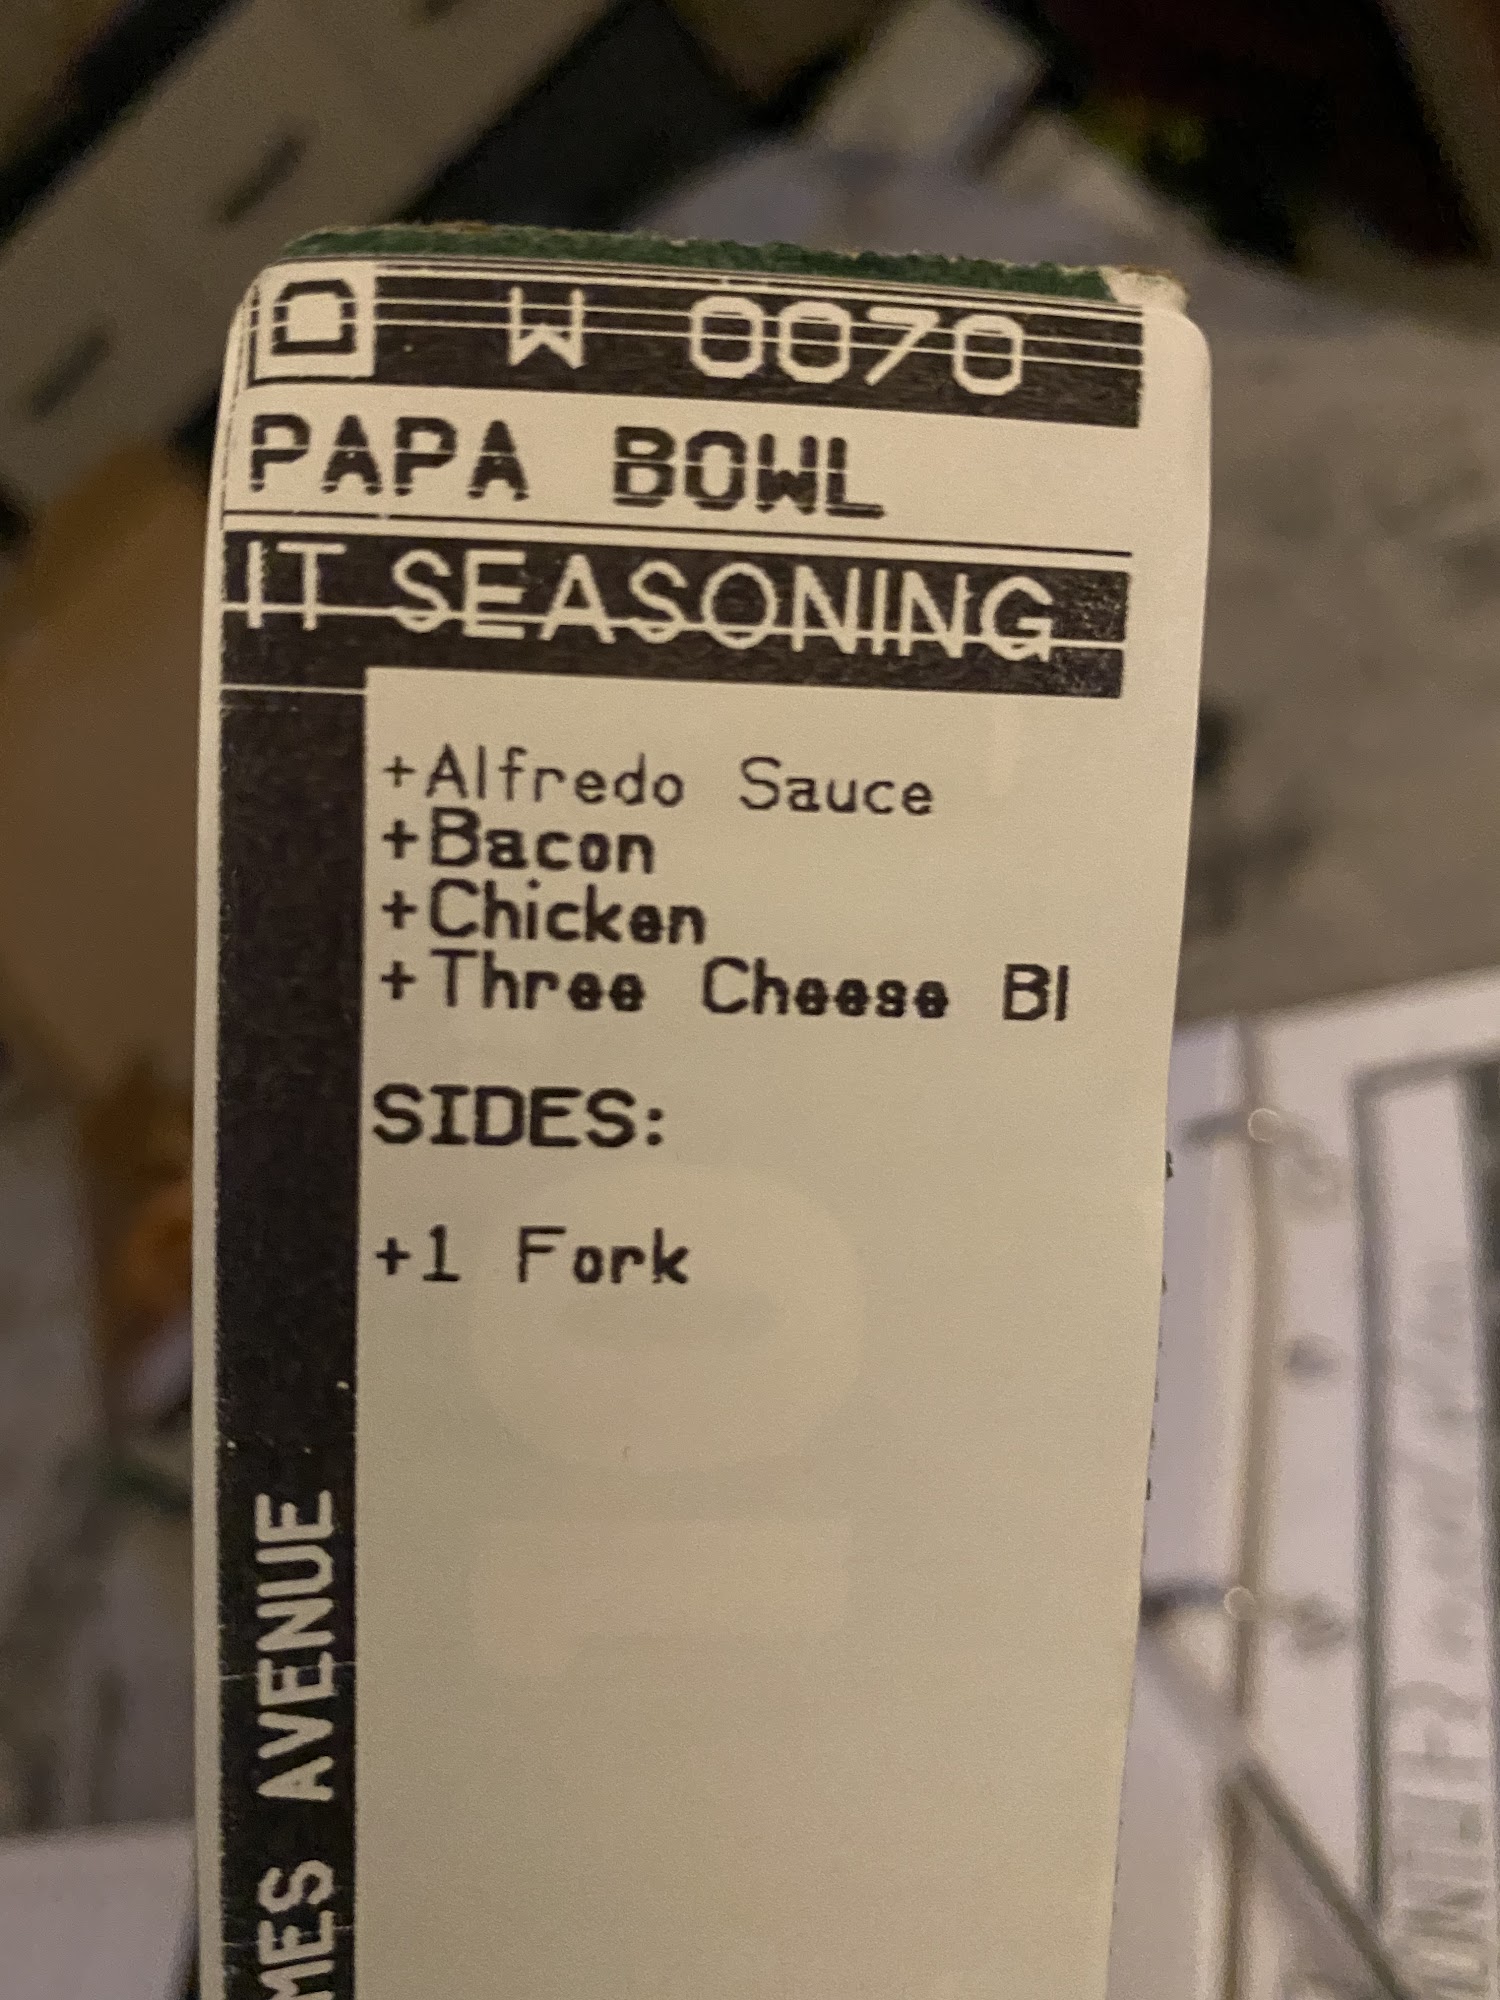 W 0070
PAPA BOWL
IT SEASONING
+Alfredo Sauce
+Bacon
+Chicken
+Three Cheese Bl
SIDES:
+1 Fork
MES AVENUE